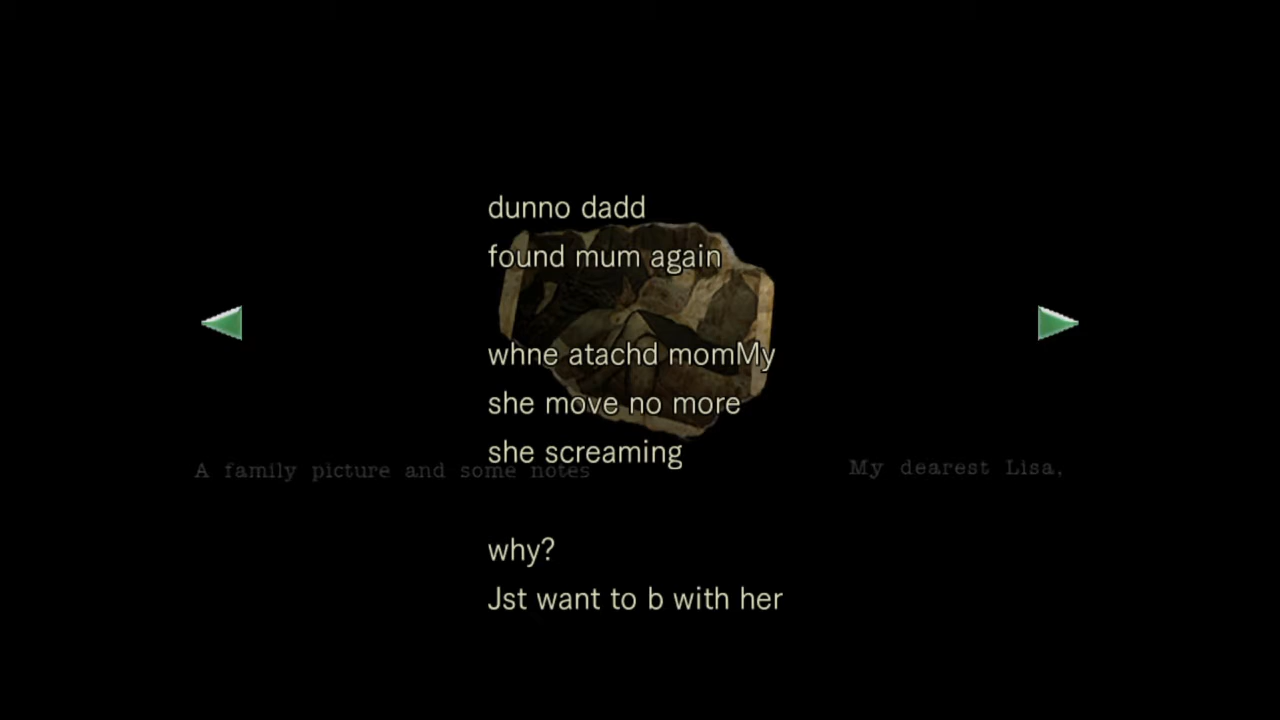 dunno dadd
found mum again
whne atachd momMy
she move no more
she screaming
A family picture and some notes
My dearest Lisa,
why?
Jst want to b with her